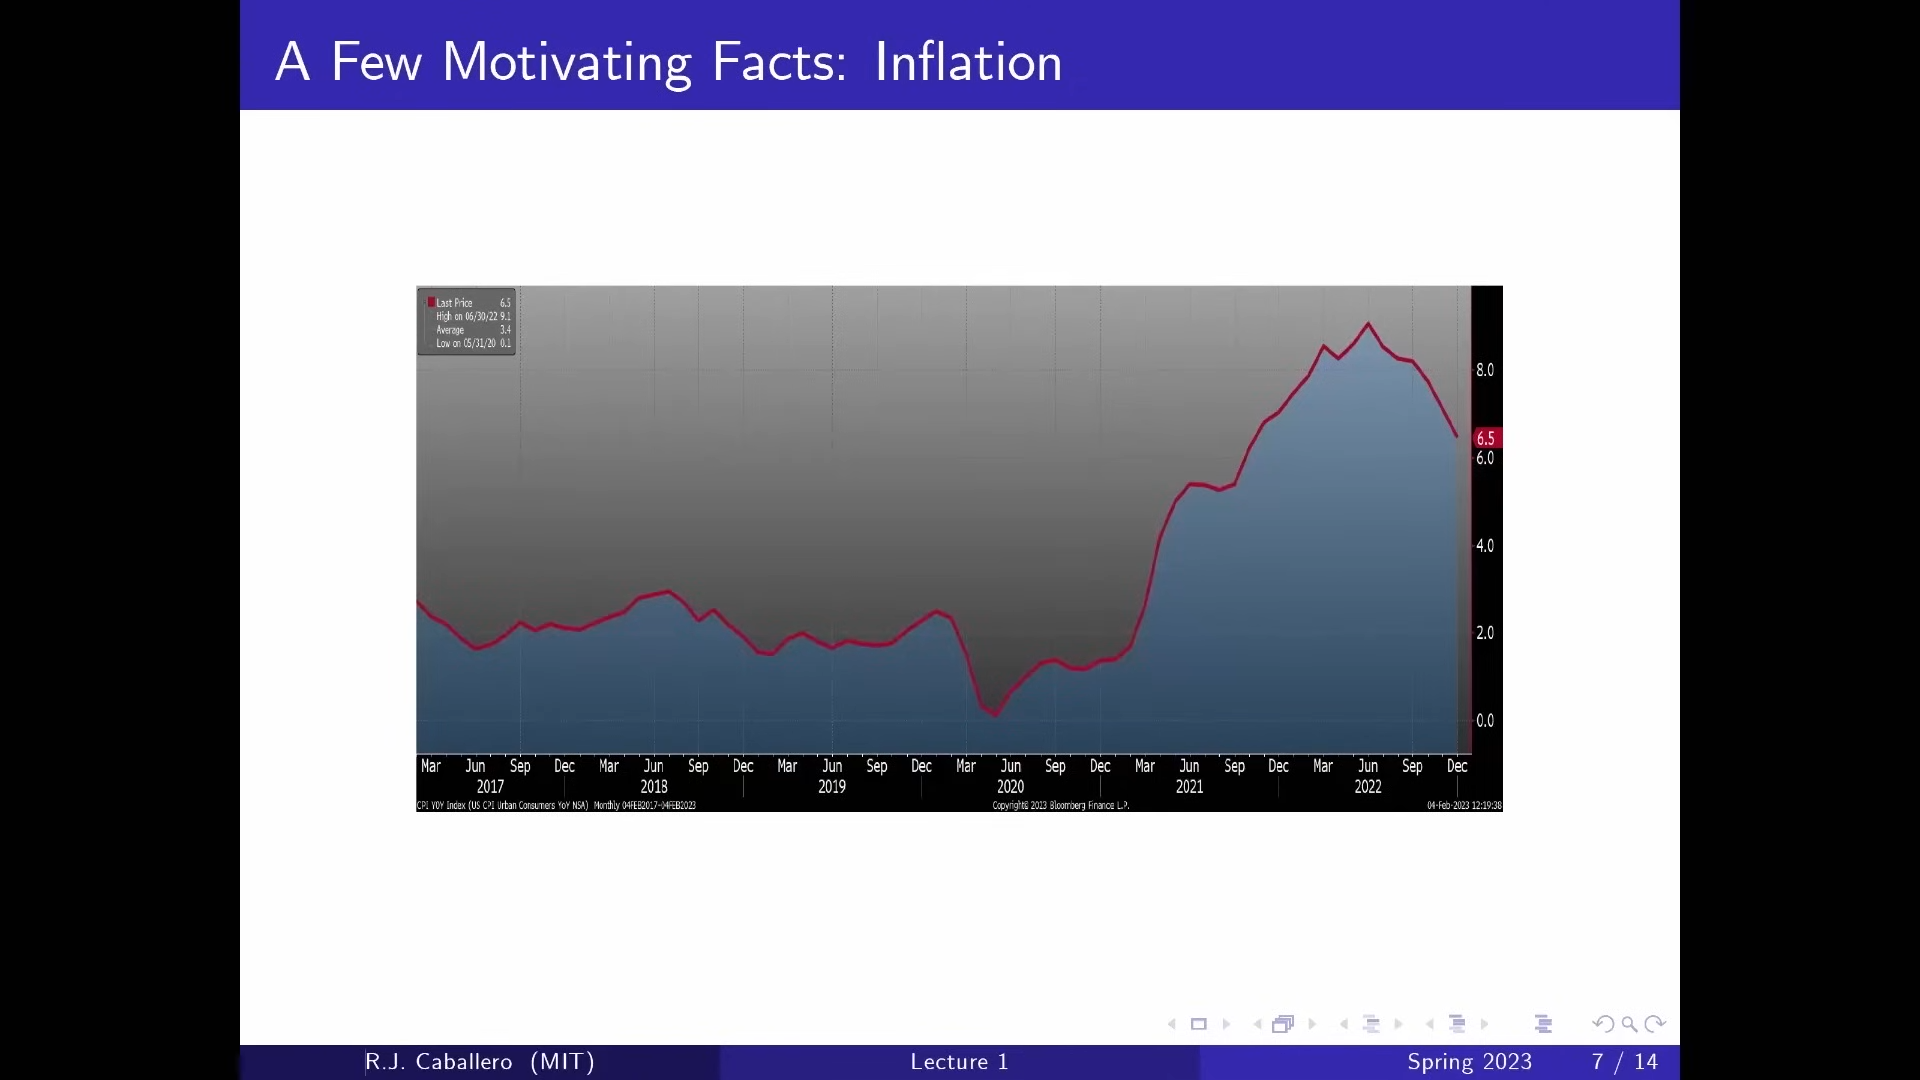 A Few Motivating Facts: Inflation
Last Price 6.5
High on 06/30/22 9.1
Average 3.4
Low on 05/31/20 0.1
8.0
6.5
6.0
4.0
2.0
0.0
Mar Jun Sep Dec Mar Jun Sep Dec Mar Jun Sep Dec Mar Jun Sep Dec Mar Jun Sep Dec Mar Jun Sep Dec
2017 2018 2019 2020 2021 2022
CPI YOY Index (US CPI Urban Consumers YoY NSA) Monthly 04FEB2017-04FEB2023 Copyright© 2023 Bloomberg Finance L.P. 04-Feb-2023 12:19:38
R.J. Caballero (MIT) Lecture 1 Spring 2023 7 / 14